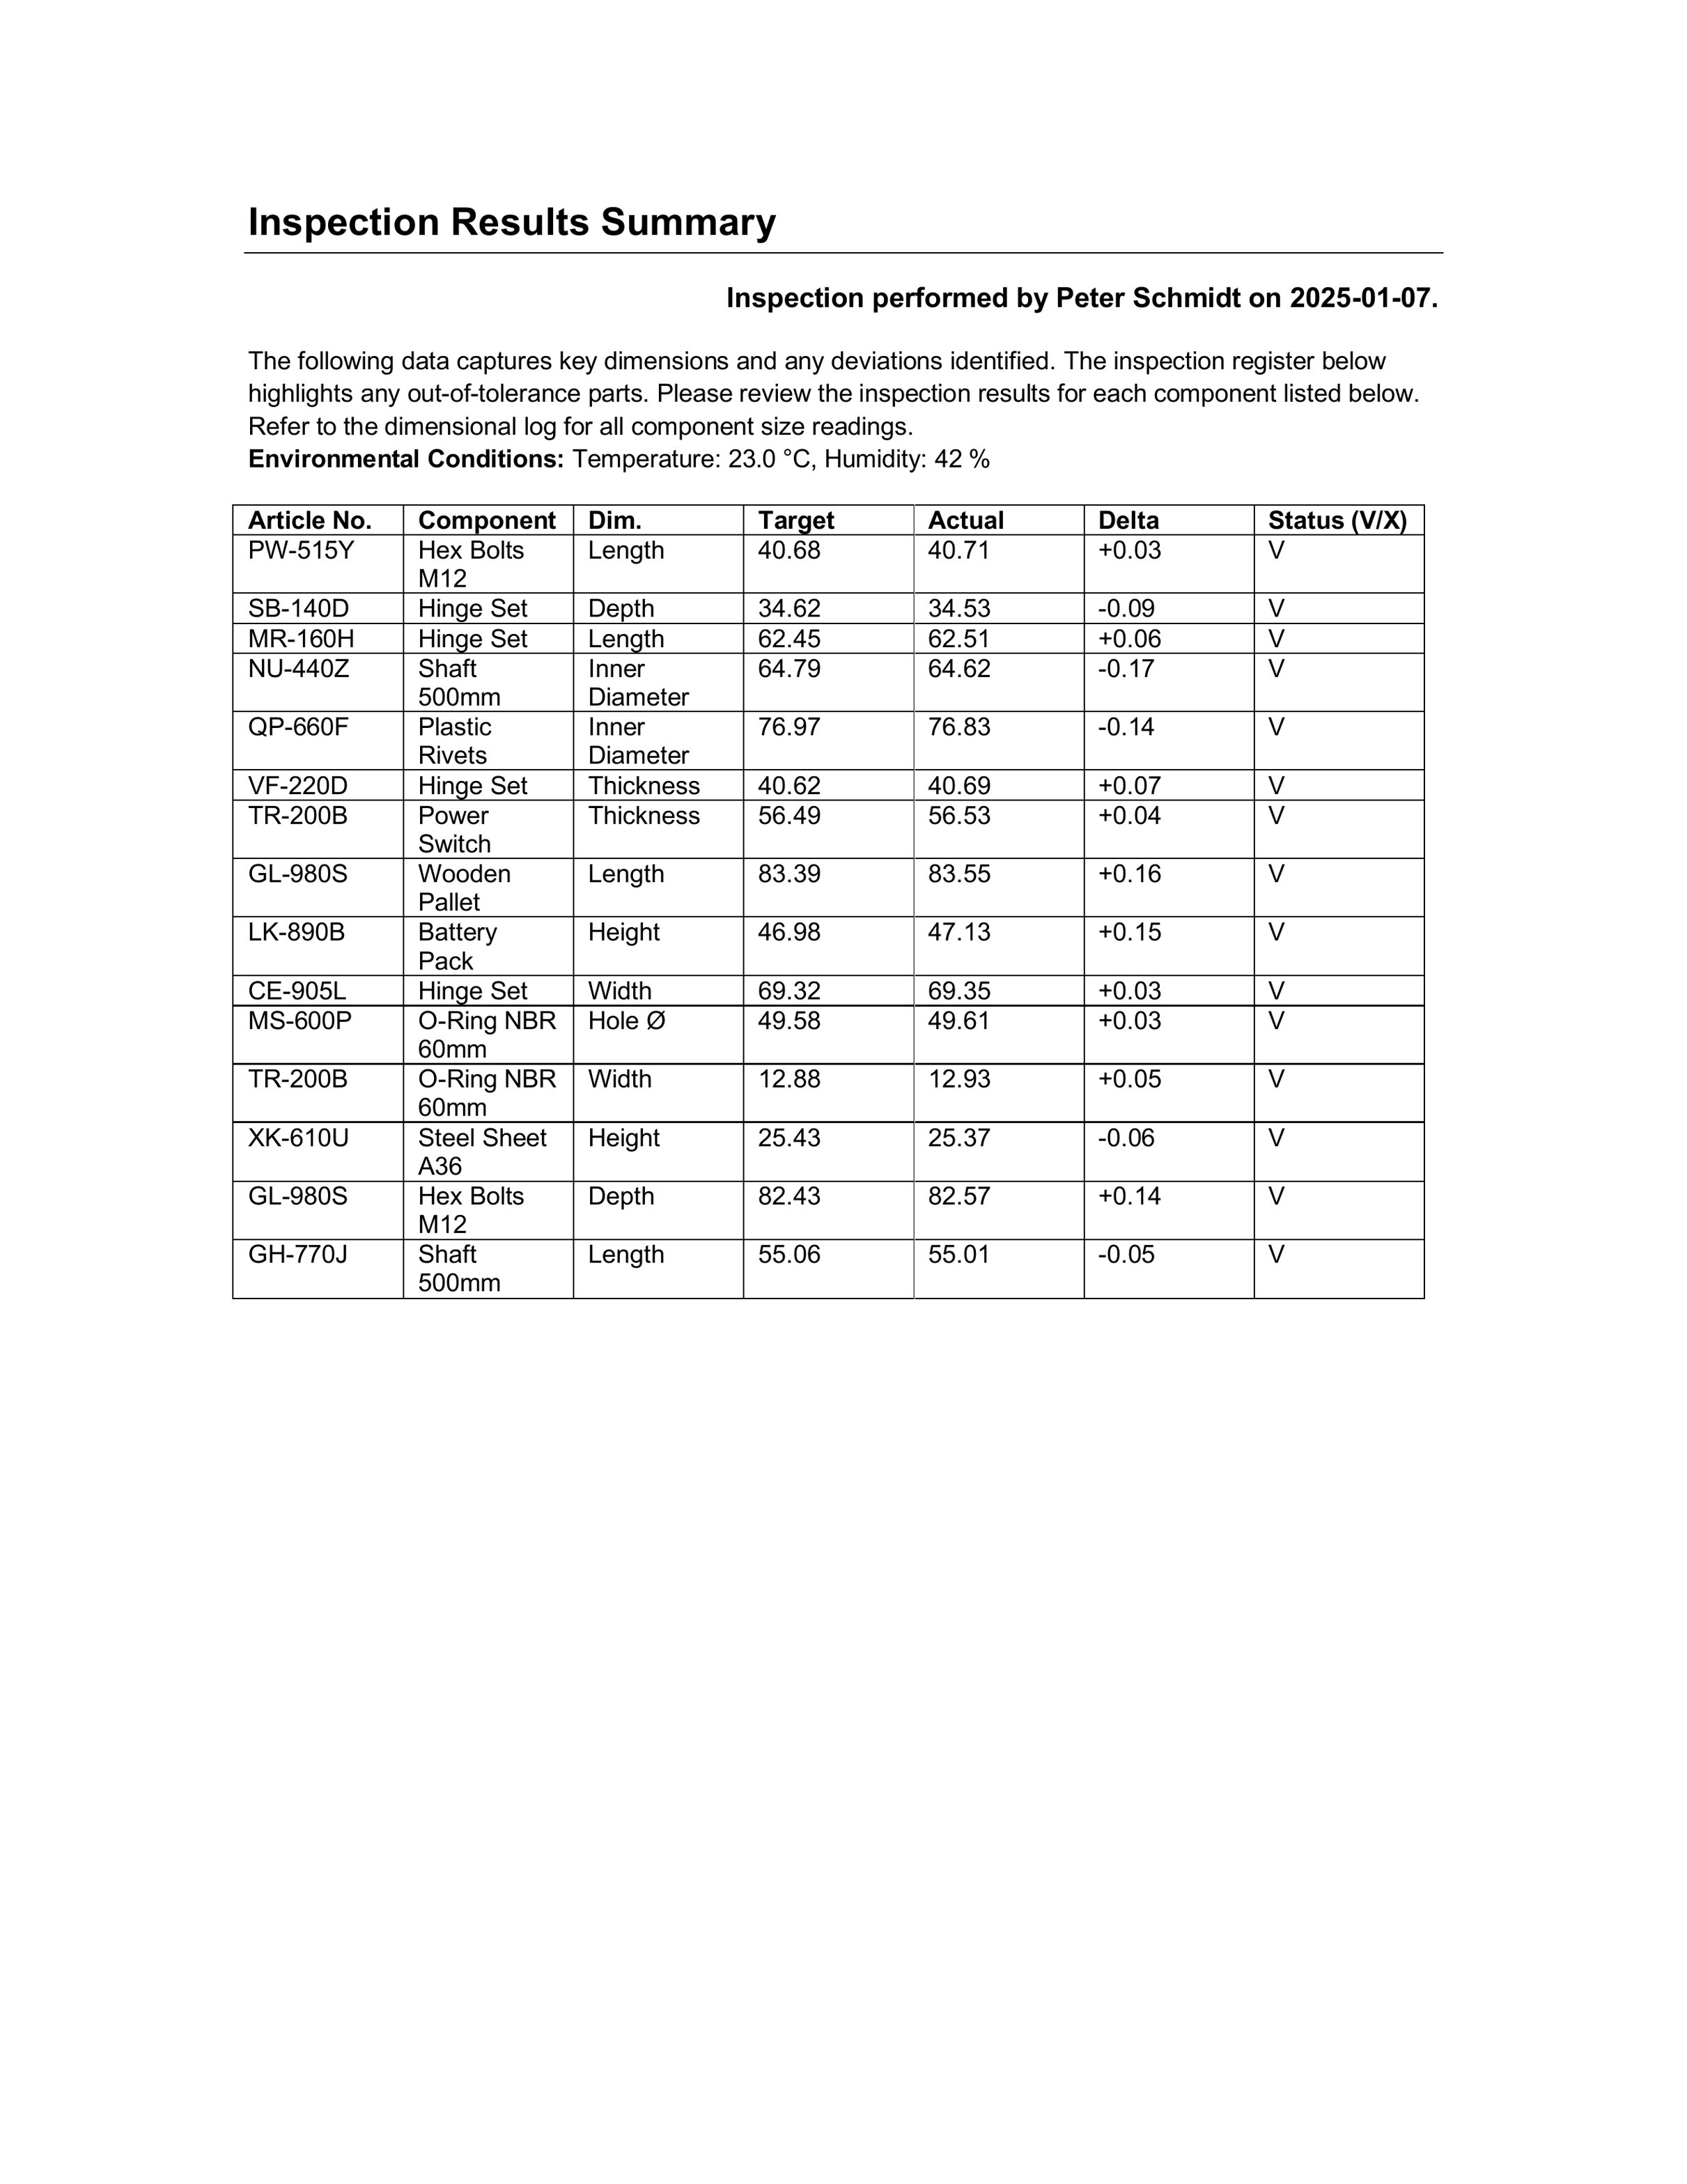 Inspection Results Summary
Inspection performed by Peter Schmidt on 2025-01-07.
The following data captures key dimensions and any deviations identified. The inspection register below
highlights any out-of-tolerance parts. Please review the inspection results for each component listed below.
Refer to the dimensional log for all component size readings.
Environmental Conditions: Temperature: 23.0 °C, Humidity: 42 %
Article No. Component Dim. Target Actual Delta Status (V/X)
PW-515Y Hex Bolts Length 40.68 40.71 +0.03 V
M12
SB-140D Hinge Set Depth 34.62 34.53 -0.09 V
MR-160H Hinge Set Length 62.45 62.51 +0.06 V
NU-440Z Shaft Inner 64.79 64.62 -0.17 V
500mm Diameter
QP-660F Plastic Inner 76.97 76.83 -0.14 V
Rivets Diameter
VF-220D Hinge Set Thickness 40.62 40.69 +0.07 V
TR-200B Power Thickness 56.49 56.53 +0.04 V
Switch
GL-980S Wooden Length 83.39 83.55 +0.16 V
Pallet
LK-890B Battery Height 46.98 47.13 +0.15 V
Pack
CE-905L Hinge Set Width 69.32 69.35 +0.03 V
MS-600P O-Ring NBR Hole Ø 49.58 49.61 +0.03 V
60mm
TR-200B O-Ring NBR Width 12.88 12.93 +0.05 V
60mm
XK-610U Steel Sheet Height 25.43 25.37 -0.06 V
A36
GL-980S Hex Bolts Depth 82.43 82.57 +0.14 V
M12
GH-770J Shaft Length 55.06 55.01 -0.05 V
500mm